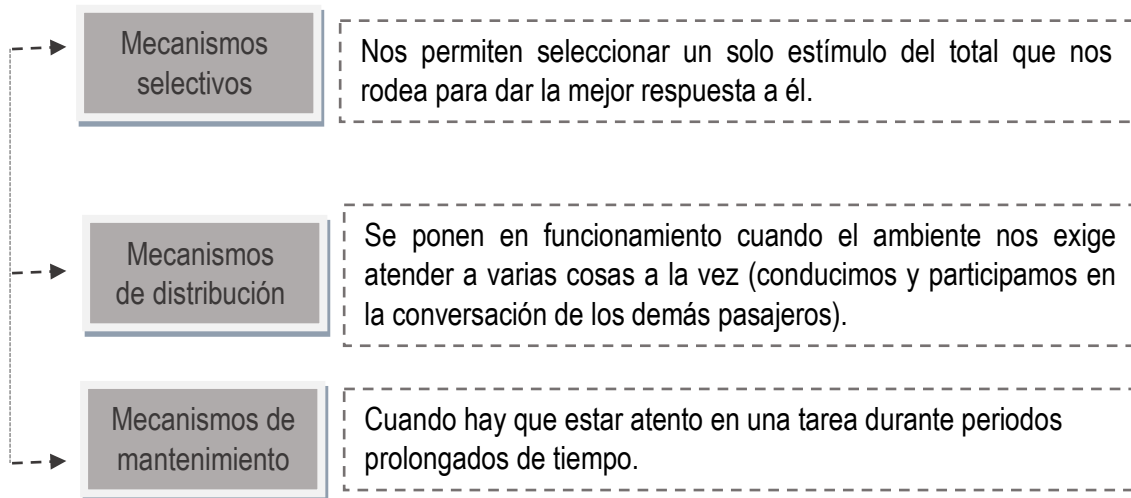 Mecanismos
selectivos
Nos permiten seleccionar un solo estímulo del total que nos
rodea para dar la mejor respuesta a él.
Mecanismos
de distribución
Se ponen en funcionamiento cuando el ambiente nos exige
atender a varias cosas a la vez (conducimos y participamos en
la conversación de los demás pasajeros).
Mecanismos de
mantenimiento
Cuando hay que estar atento en una tarea durante periodos
prolongados de tiempo.